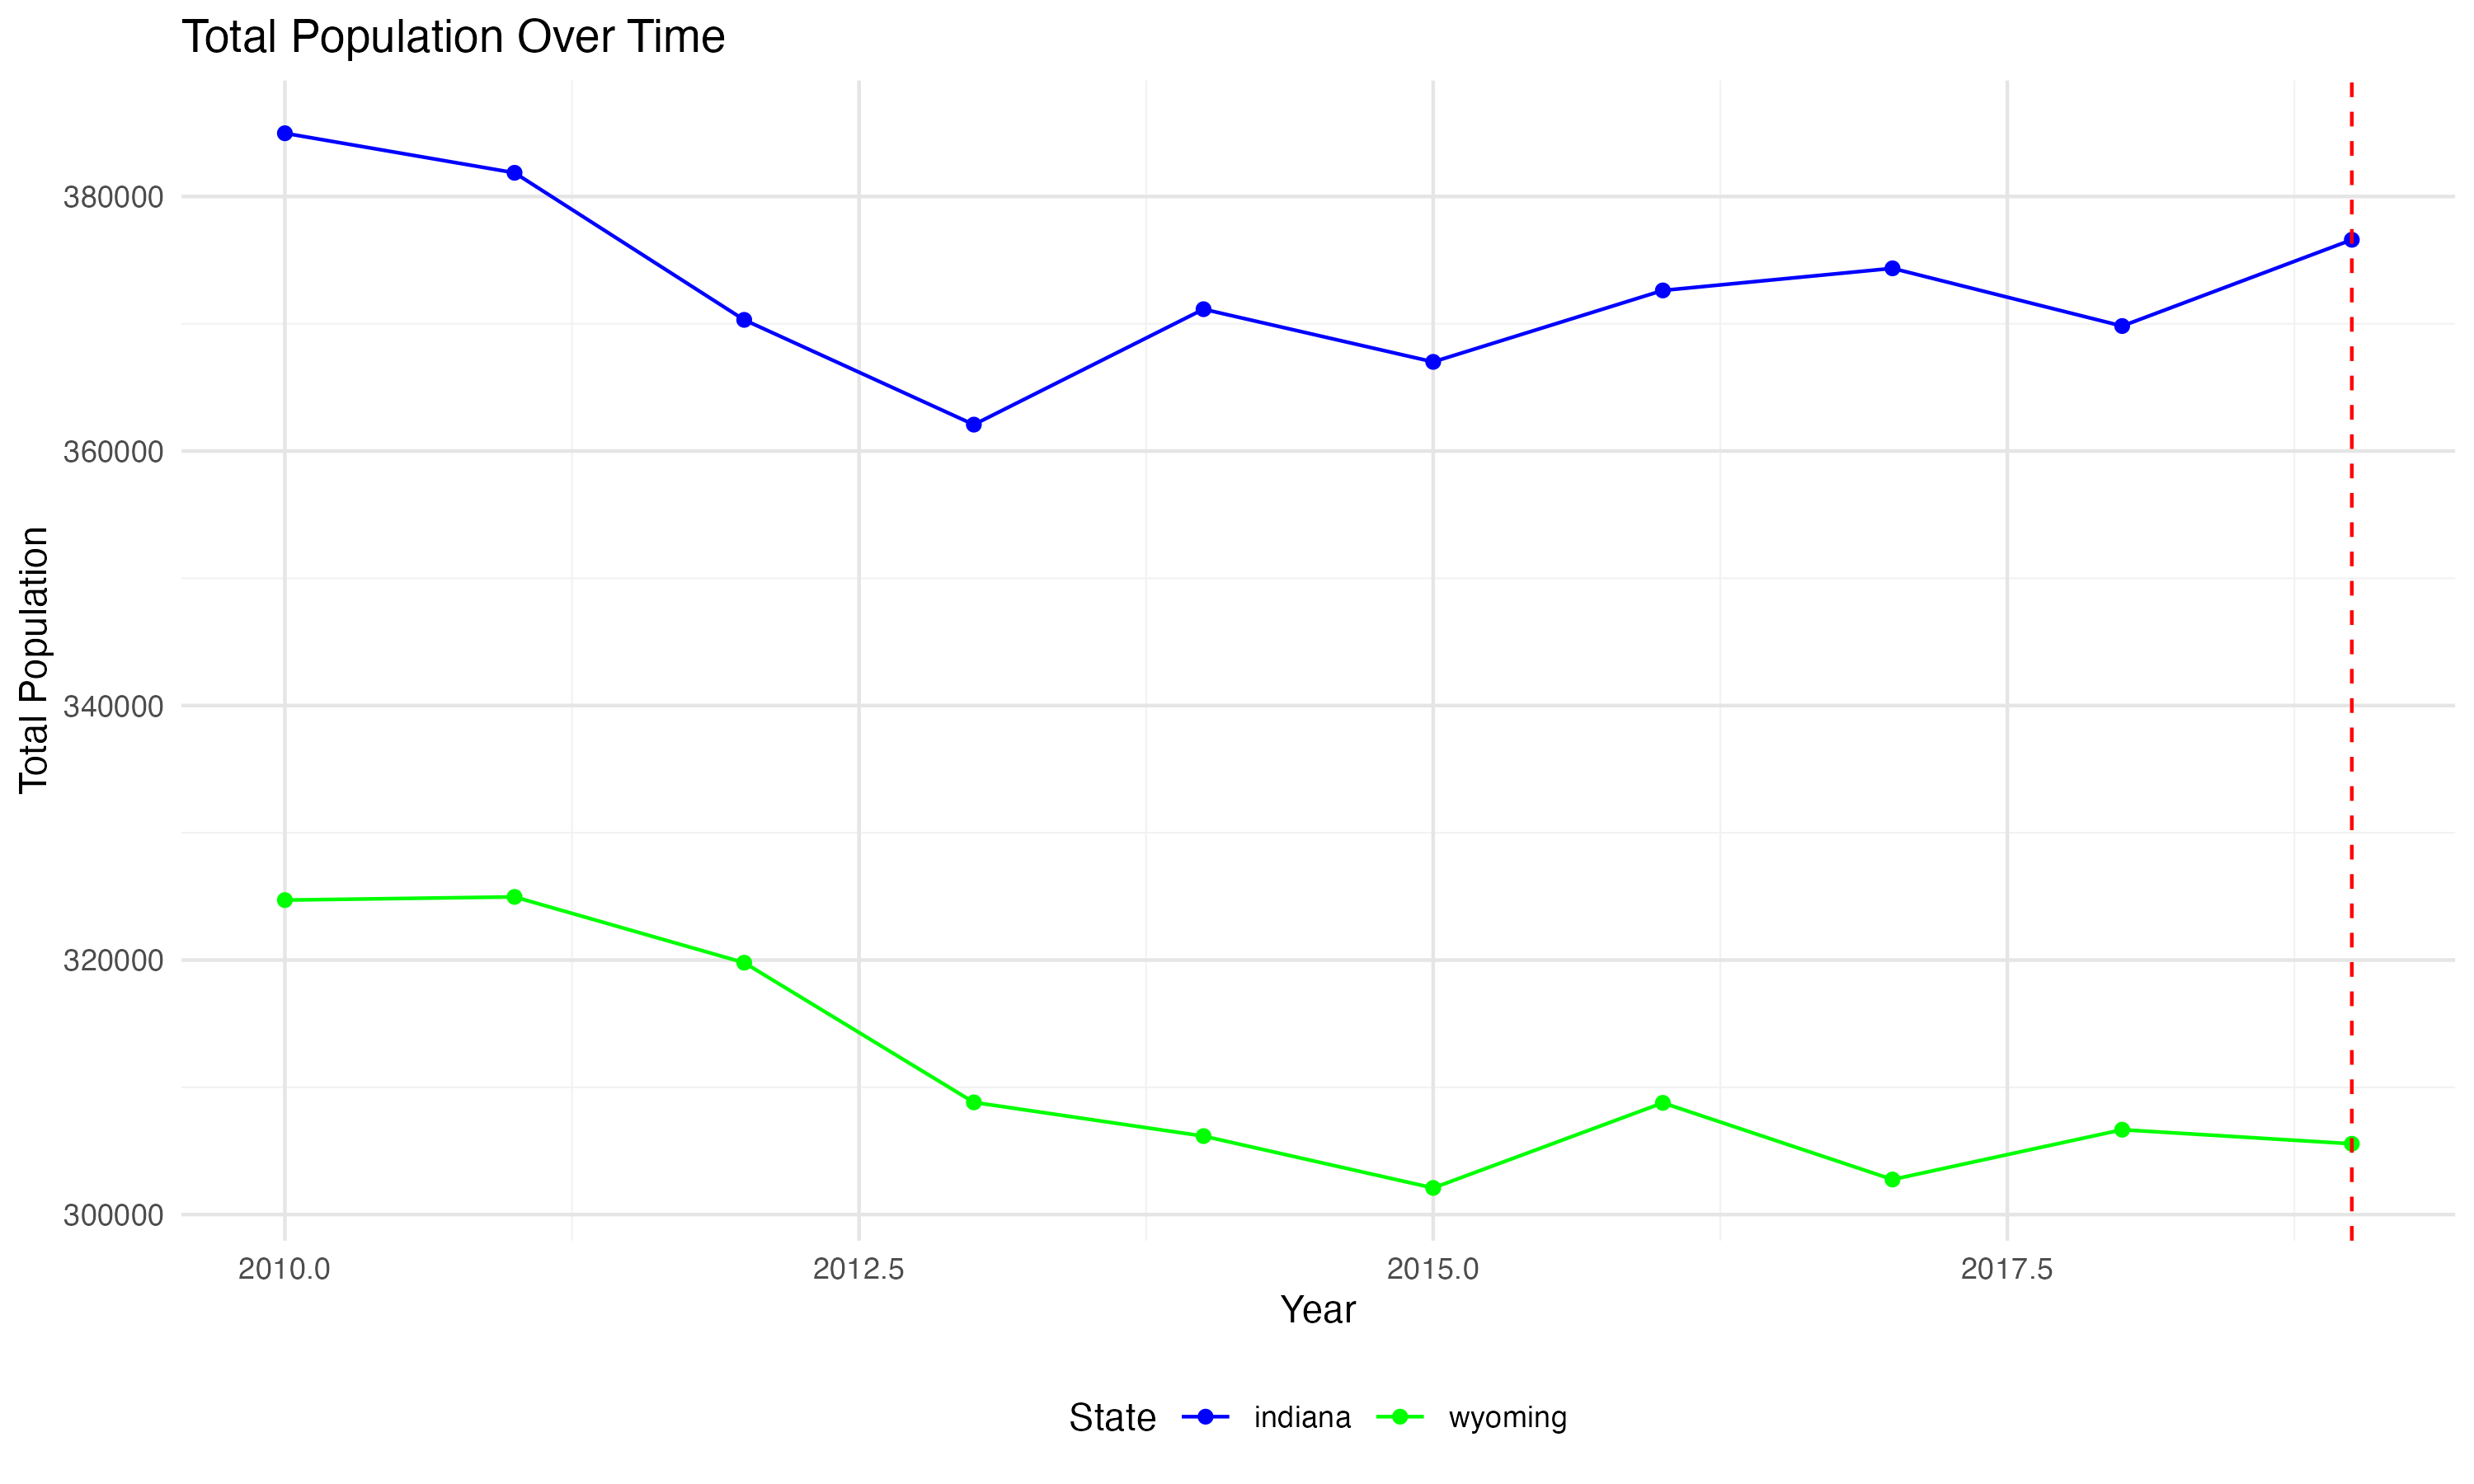 Total Population Over Time
Total Population
380000
360000
340000
320000
300000
2010.0 2012.5 2015.0 2017.5
Year
State indiana wyoming